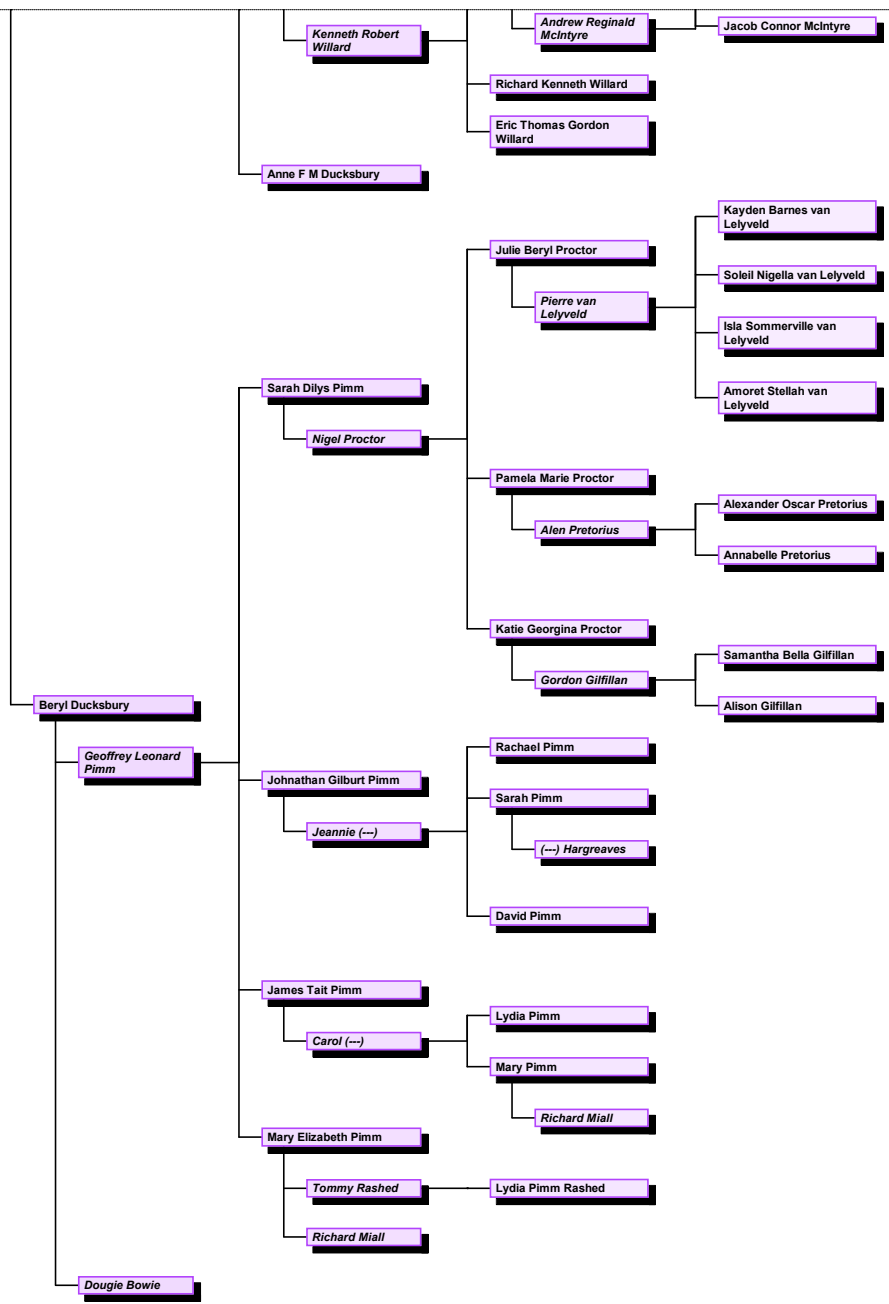 Andrew Reginald
McIntyre
Jacob Connor McIntyre
Kenneth Robert
Willard
Richard Kenneth Willard
Eric Thomas Gordon
Willard
Anne F M Ducksbury
Kayden Barnes van
Lelyveld
Julie Beryl Proctor
Soleil Nigella van Lelyveld
Pierre van
Lelyveld
Isla Sommerville van
Lelyveld
Sarah Dilys Pimm
Amoret Stellah van
Lelyveld
Nigel Proctor
Pamela Marie Proctor
Alexander Oscar Pretorius
Alen Pretorius
Annabelle Pretorius
Katie Georgina Proctor
Samantha Bella Gilfillan
Gordon Gilfillan
Alison Gilfillan
Beryl Ducksbury
Geoffrey Leonard
Pimm
Rachael Pimm
Johnathan Gilburt Pimm
Sarah Pimm
Jeannie (---)
(---) Hargreaves
David Pimm
James Tait Pimm
Lydia Pimm
Carol (---)
Mary Pimm
Richard Miall
Mary Elizabeth Pimm
Tommy Rashed
Lydia Pimm Rashed
Richard Miall
Dougie Bowie